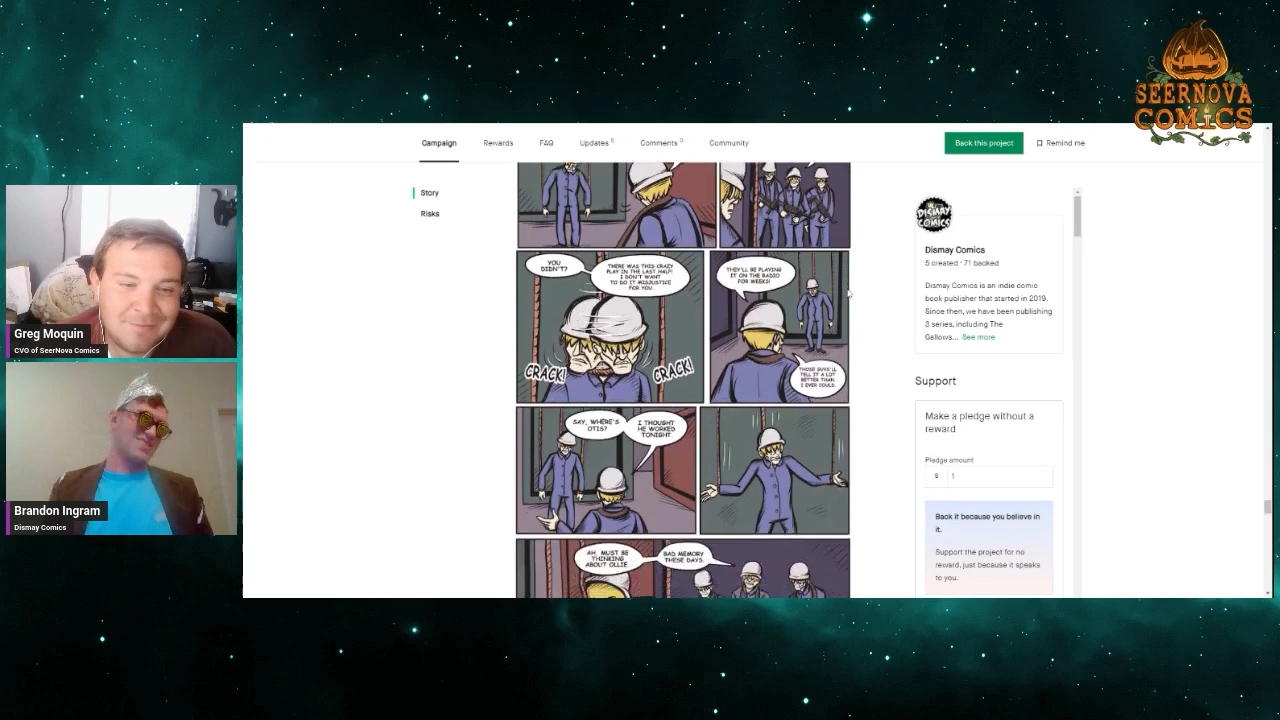 SEERNOVA
COMICS
Campaign
Rewards
FAQ
Updates 6
Comments
Community
Back this project
Remind me
Story
Risks
Greg Moquin
CVO of SeerNova Comics
Brandon Ingram
Dismay Comics
YOU
DIDN'T?
THERE WAS THIS CRAZY
PLAY IN THE LAST HALF!
I DON'T WANT
TO DO IT MISJUSTICE
FOR YOU.
CRACK!
CRACK!
THEY'LL BE PLAYING
IT ON THE RADIO
FOR WEEKS!
THOSE GUYS'LL
TELL IT A LOT
BETTER THAN
I EVER COULD.
SAY, WHERE'S
OTIS?
I THOUGHT
HE WORKED
TONIGHT.
AH, MUST BE
THINKING
ABOUT OLLIE
BAD MEMORY
THESE DAYS.
DISMAY
COMICS
Dismay Comics
5 created · 71 backed
Dismay Comics is an indie comic
book publisher that started in 2019.
Since then, we have been publishing
3 series, including The
Gallows... See more
Support
Make a pledge without a
reward
Pledge amount
$ 1
Back it because you believe in
it.
Support the project for no
reward, just because it speaks
to you.